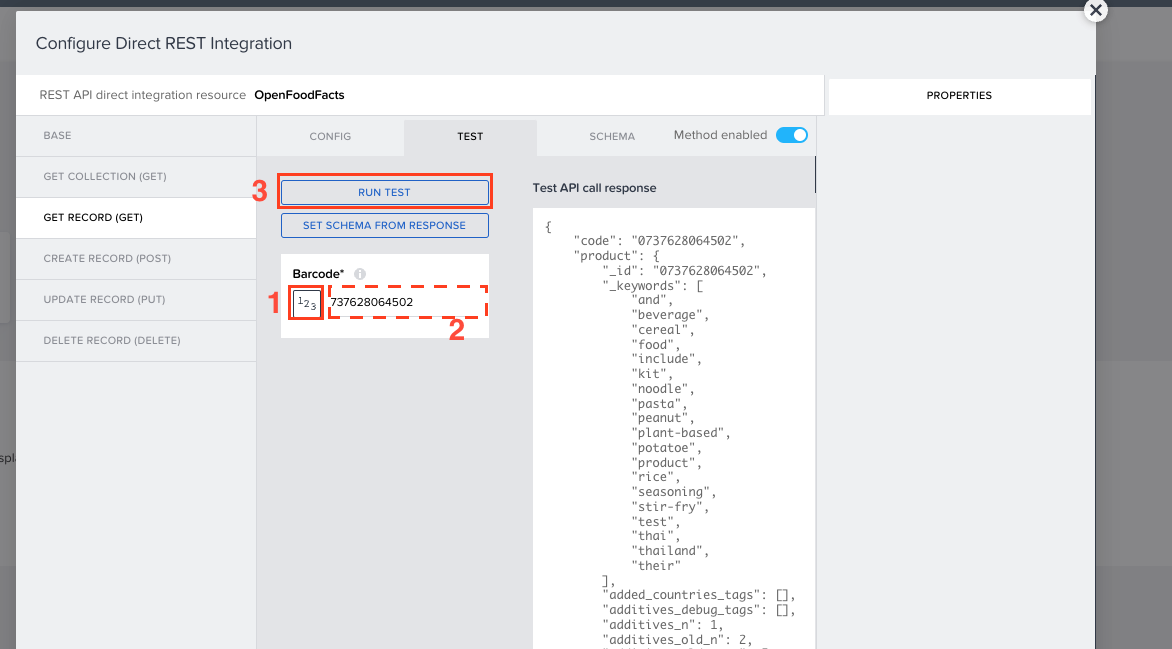 Configure Direct REST Integration
REST API direct integration resource OpenFoodFacts
PROPERTIES
BASE
GET COLLECTION (GET)
GET RECORD (GET)
CREATE RECORD (POST)
UPDATE RECORD (PUT)
DELETE RECORD (DELETE)
CONFIG
TEST
SCHEMA
Method enabled
3
RUN TEST
SET SCHEMA FROM RESPONSE
Barcode*
1
123
737628064502
2
Test API call response
{
"code": "0737628064502",
"product": {
"_id": "0737628064502",
"_keywords": [
"and",
"beverage",
"cereal",
"food",
"include",
"kit",
"noodle",
"pasta",
"peanut",
"plant-based",
"potatoe",
"product",
"rice",
"seasoning",
"stir-fry",
"test",
"thai",
"thailand",
"their"
],
"added_countries_tags": [],
"additives_debug_tags": [],
"additives_n": 1,
"additives_old_n": 2,